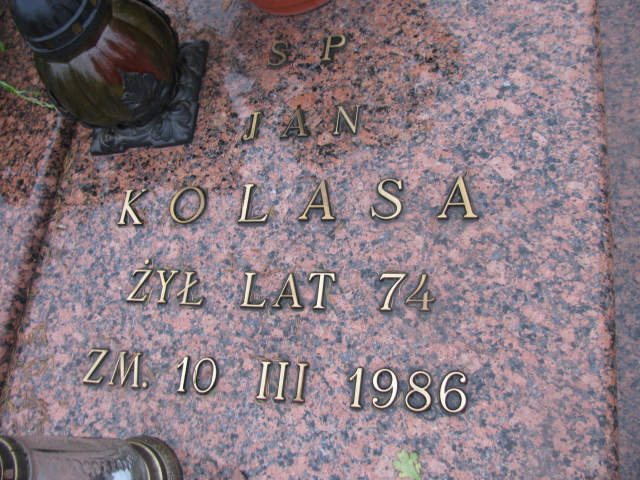 S P
JAN
KOLASA
ŻYŁ LAT 74
ZM. 10 III 1986